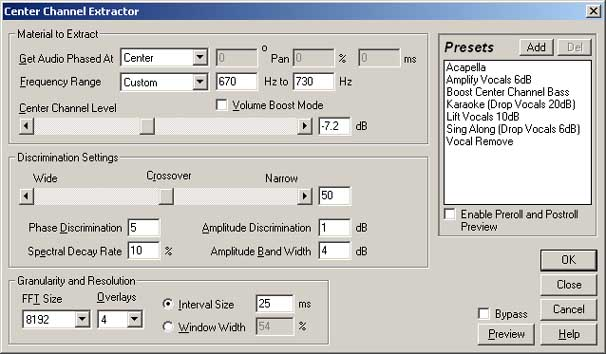 Center Channel Extractor
Material to Extract
Get Audio Phased At Center 0 ° Pan 0 % 0 ms
Frequency Range Custom 670 Hz to 730 Hz
Center Channel Level Volume Boost Mode
-7.2 dB
Discrimination Settings
Wide Crossover Narrow
50
Phase Discrimination 5 Amplitude Discrimination 1 dB
Spectral Decay Rate 10 % Amplitude Band Width 4 dB
Granularity and Resolution
FFT Size Overlays Interval Size 25 ms
8192 4 Window Width 54 %
Presets Add Del
Acapella
Amplify Vocals 6dB
Boost Center Channel Bass
Karaoke (Drop Vocals 20dB)
Lift Vocals 10dB
Sing Along (Drop Vocals 6dB)
Vocal Remove
Enable Preroll and Postroll
Preview
OK
Close
Bypass Cancel
Preview Help